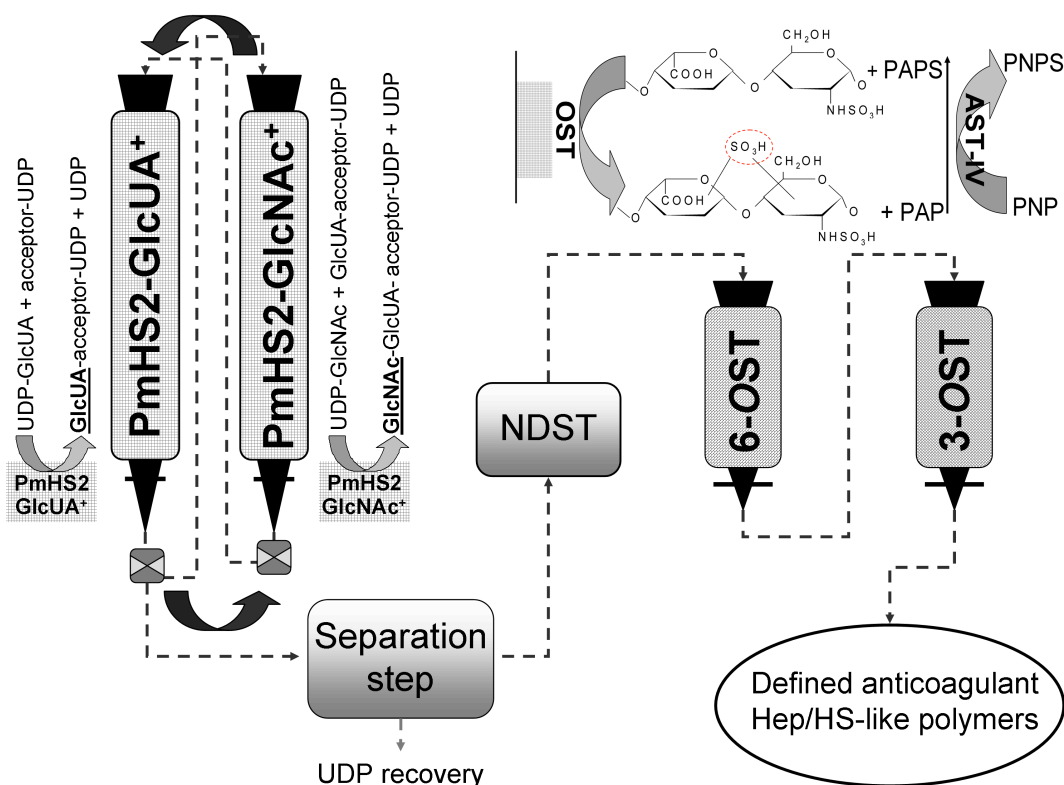 UDP-GlcUA + acceptor-UDP
GlcUA-acceptor-UDP + UDP
PmHS2
GlcUA⁺
PmHS2-GlcUA⁺
PmHS2-GlcNAc⁺
UDP-GlcNAc + GlcUA-acceptor-UDP
GlcNAc-GlcUA- acceptor-UDP + UDP
PmHS2
GlcNAc⁺
OST
O
COOH
O
O
CH₂OH
O
O
NHSO₃H
+ PAPS
SO₃H
O
COOH
O
O
CH₂OH
O
O
NHSO₃H
+ PAP
AST-IV
PNPS
PNP
NDST
6-OST
3-OST
Separation
step
UDP recovery
Defined anticoagulant
Hep/HS-like polymers